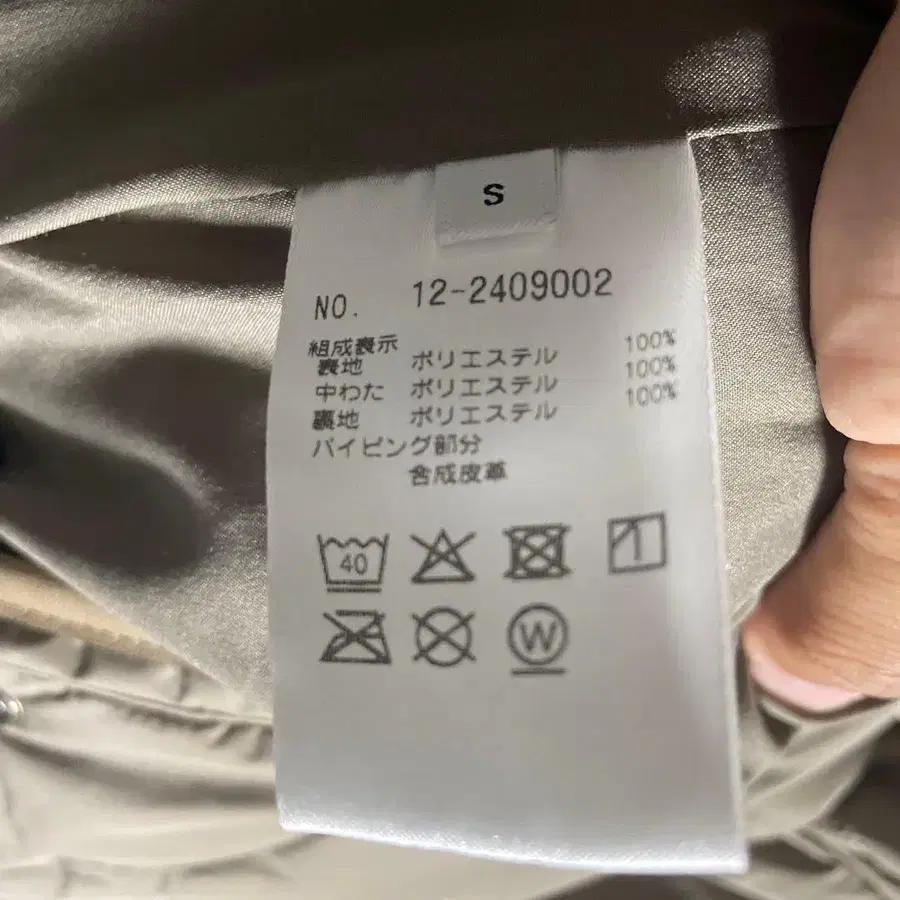 S
NO. 12-2409002
組成表示
表地 ポリエステル 100%
中わた ポリエステル 100%
裏地 ポリエステル 100%
パイピング部分
合成皮革
40
W